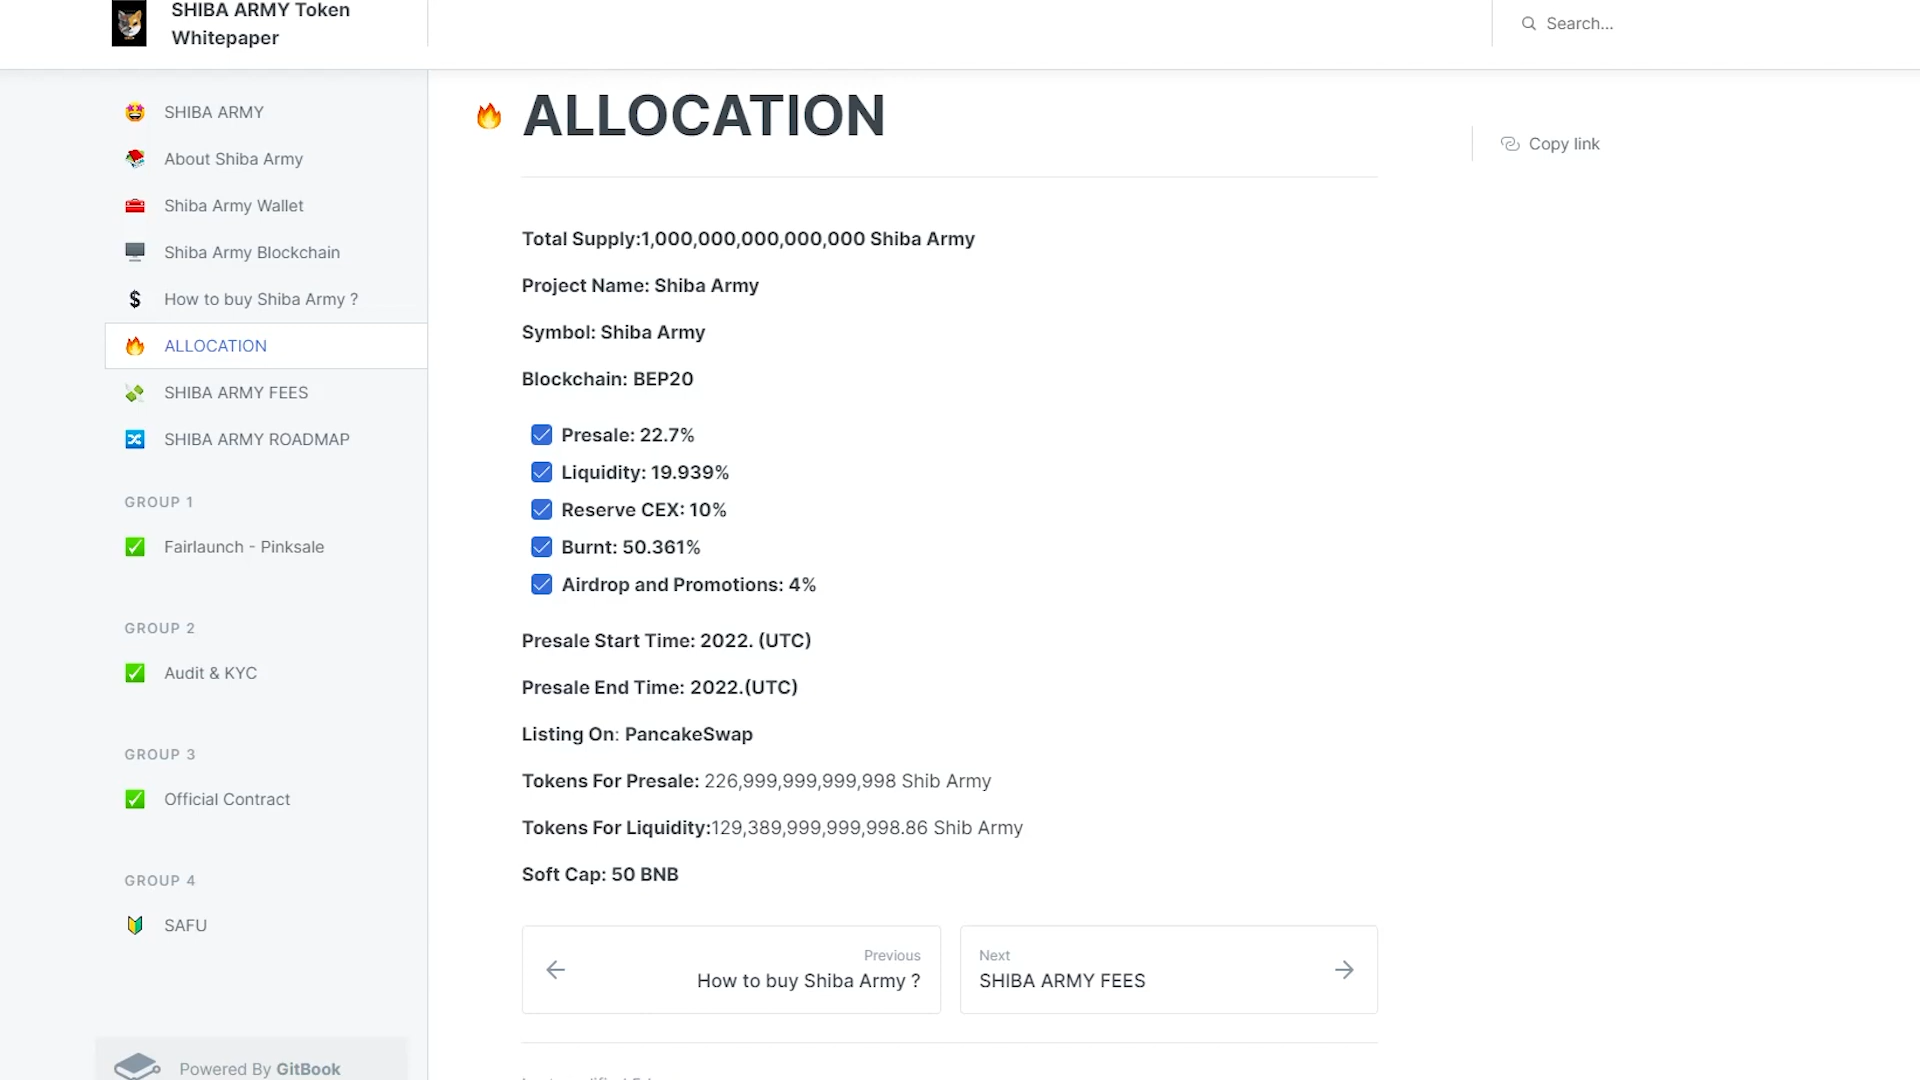 SHIBA ARMY Token
Whitepaper
Search...
SHIBA ARMY
About Shiba Army
Shiba Army Wallet
Shiba Army Blockchain
How to buy Shiba Army ?
ALLOCATION
SHIBA ARMY FEES
SHIBA ARMY ROADMAP
GROUP 1
Fairlaunch - Pinksale
GROUP 2
Audit & KYC
GROUP 3
Official Contract
GROUP 4
SAFU
Powered By GitBook
ALLOCATION
Copy link
Total Supply:1,000,000,000,000,000 Shiba Army
Project Name: Shiba Army
Symbol: Shiba Army
Blockchain: BEP20
Presale: 22.7%
Liquidity: 19.939%
Reserve CEX: 10%
Burnt: 50.361%
Airdrop and Promotions: 4%
Presale Start Time: 2022. (UTC)
Presale End Time: 2022.(UTC)
Listing On: PancakeSwap
Tokens For Presale: 226,999,999,999,998 Shib Army
Tokens For Liquidity:129,389,999,999,998.86 Shib Army
Soft Cap: 50 BNB
Previous
How to buy Shiba Army ?
Next
SHIBA ARMY FEES